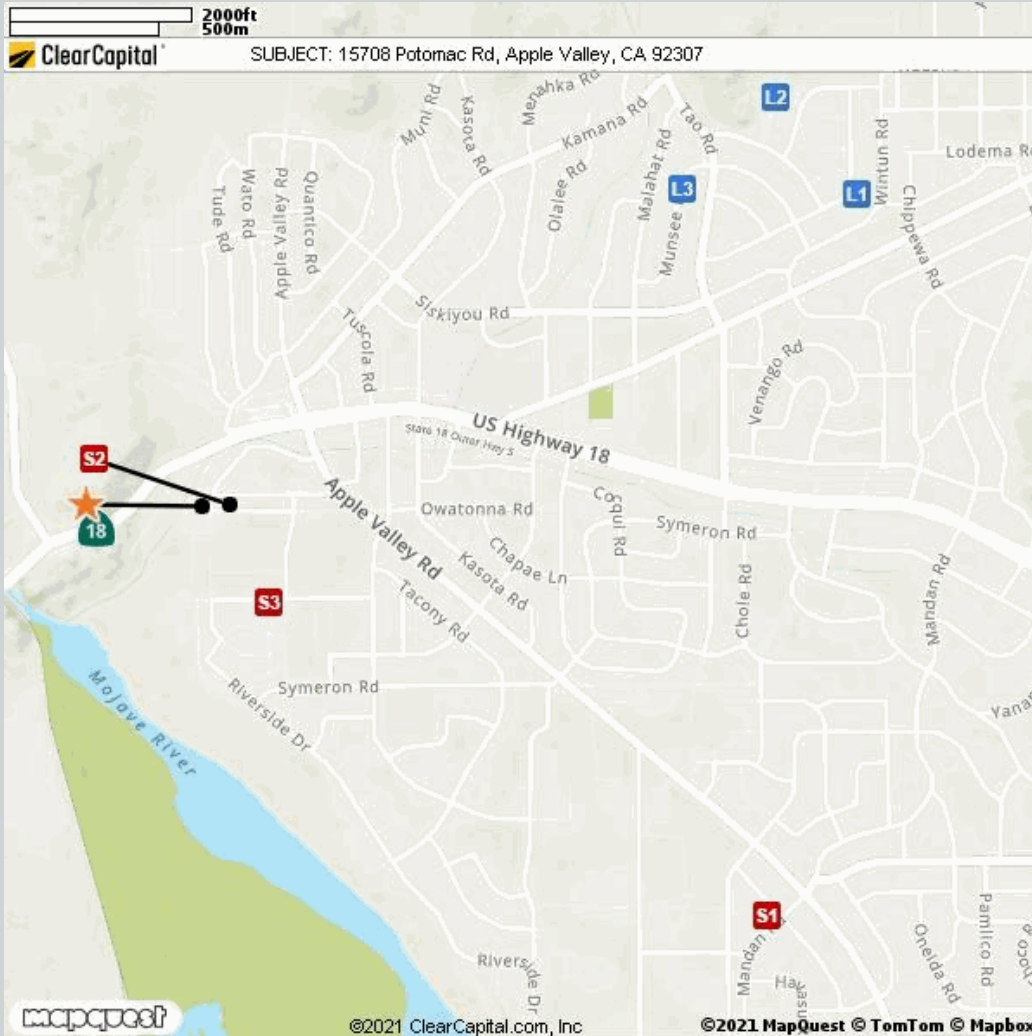 2000ft
500m
ClearCapital
SUBJECT: 15708 Potomac Rd, Apple Valley, CA 92307
L2
Menahka Rd
Muni Rd
Kasota Rd
Kamana Rd
Tao Rd
Wintun Rd
Lodema
Malahat Rd
Olalee Rd
Tude Rd
Wato Rd
Apple Valley Rd
Quantico Rd
L3
L1
Munsee
Chippewa Rd
Siskiyou Rd
Tuscola Rd
Venango Rd
US Highway 18
State 18 Outer Hwy S
S2
18
Apple Valley Rd
Owatonna Rd
Coqui Rd
Symeron Rd
Chapae Ln
Kasota Rd
Chole Rd
Mandan Rd
S3
Tacony Rd
Mojave River
Riverside Dr
Symeron Rd
S1
Mandan
Oneida Rd
Pamlico Rd
Riverside Dr
mapquest
©2021 ClearCapital.com, Inc
©2021 MapQuest © TomTom © Mapbox